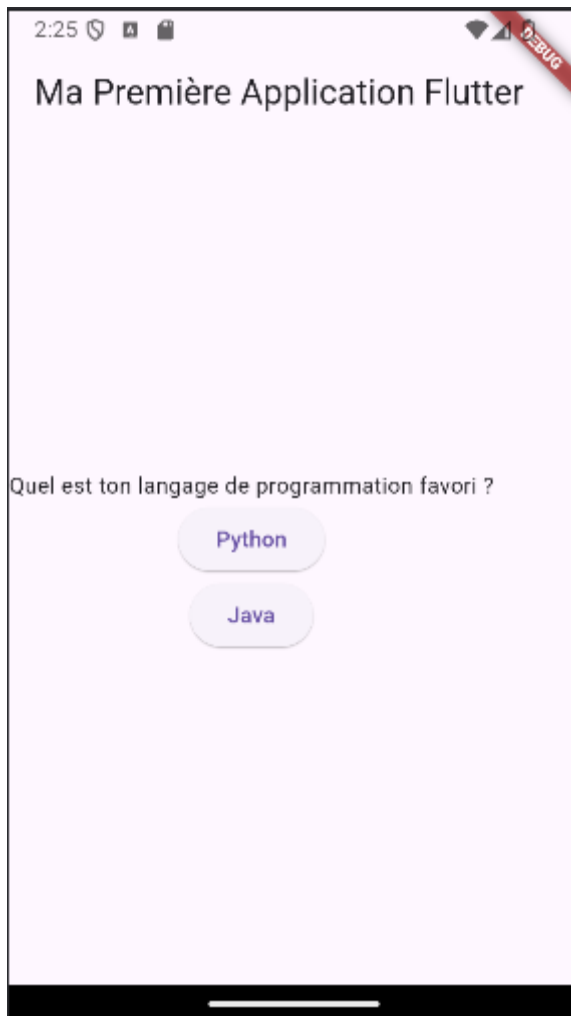 2:25
DEBUG
Ma Première Application Flutter
Quel est ton langage de programmation favori ?
Python
Java